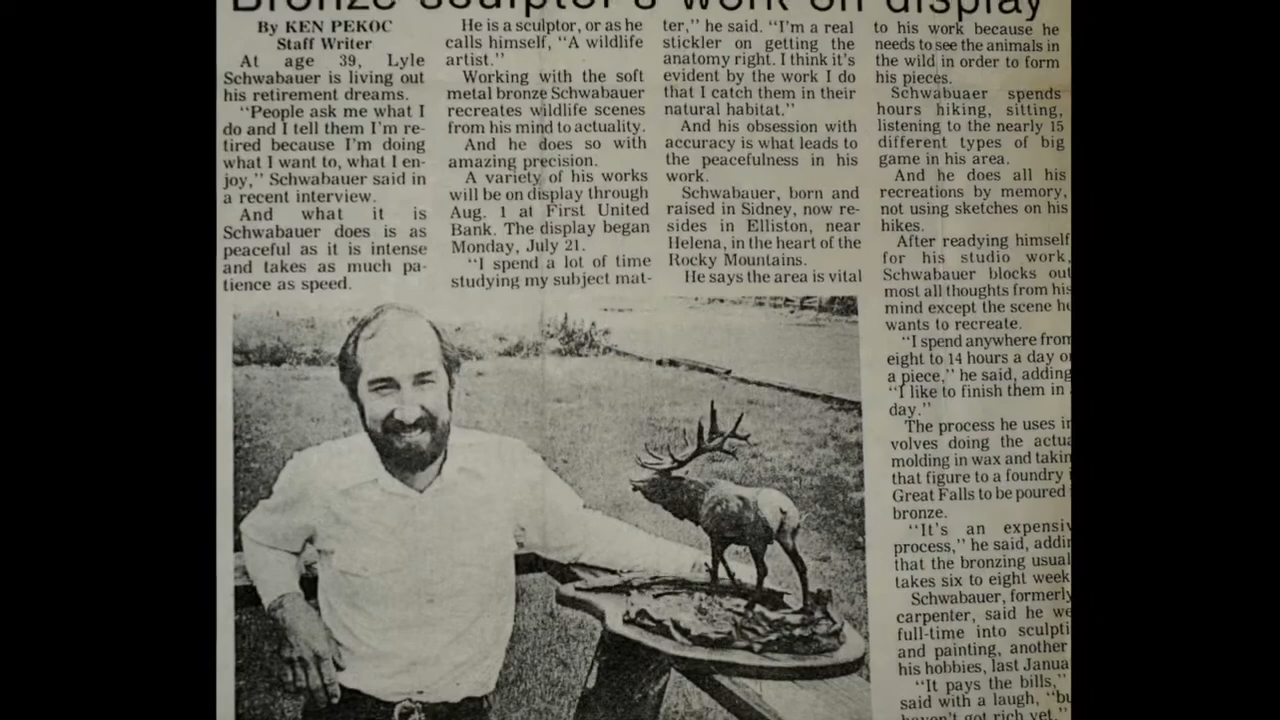 Bronze sculptor's work on display
By KEN PEKOC
Staff Writer
At age 39, Lyle
Schwabauer is living out
his retirement dreams.
"People ask me what I
do and I tell them I'm re-
tired because I'm doing
what I want to, what I en-
joy," Schwabauer said in
a recent interview.
And what it is
Schwabauer does is as
peaceful as it is intense
and takes as much pa-
tience as speed.
He is a sculptor, or as he
calls himself, "A wildlife
artist."
Working with the soft
metal bronze Schwabauer
recreates wildlife scenes
from his mind to actuality.
And he does so with
amazing precision.
A variety of his works
will be on display through
Aug. 1 at First United
Bank. The display began
Monday, July 21.
"I spend a lot of time
studying my subject mat-
ter," he said. "I'm a real
stickler on getting the
anatomy right. I think it's
evident by the work I do
that I catch them in their
natural habitat."
And his obsession with
accuracy is what leads to
the peacefulness in his
work.
Schwabauer, born and
raised in Sidney, now re-
sides in Elliston, near
Helena, in the heart of the
Rocky Mountains.
He says the area is vital
to his work because he
needs to see the animals in
the wild in order to form
his pieces.
Schwabuaer spends
hours hiking, sitting,
listening to the nearly 15
different types of big
game in his area.
And he does all his
recreations by memory,
not using sketches on his
hikes.
After readying himself
for his studio work,
Schwabauer blocks out
most all thoughts from his
mind except the scene he
wants to recreate.
"I spend anywhere from
eight to 14 hours a day o
a piece," he said, adding
"I like to finish them in
day."
The process he uses i
volves doing the actua
molding in wax and takin
that figure to a foundry
Great Falls to be poured
bronze.
"It's an expensiv
process," he said, addin
that the bronzing usual
takes six to eight week
Schwabauer, formerly
carpenter, said he we
full-time into sculpti
and painting, another
his hobbies, last Janua
"It pays the bills,"
said with a laugh, "bu
haven't got rich yet."